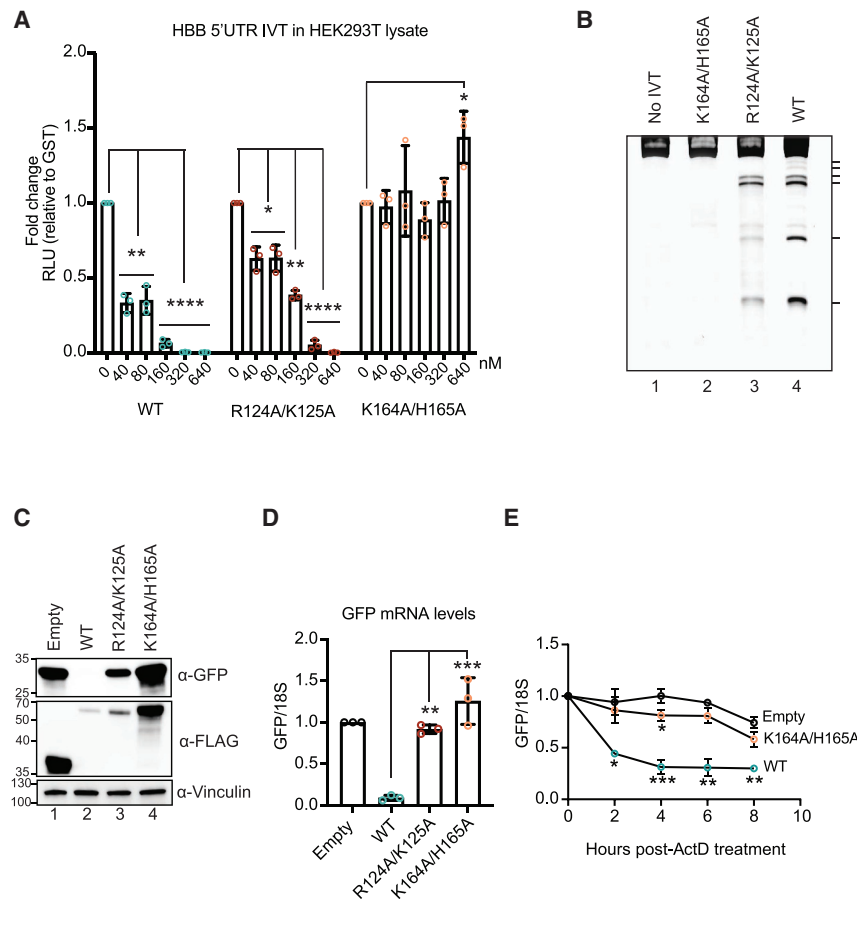 A
HBB 5'UTR IVT in HEK293T lysate
Fold change
RLU (relative to GST)
2.0
1.5
1.0
0.5
0.0
*
*
**
**
****
****
0 40 80 160 320 640 0 40 80 160 320 640 0 40 80 160 320 640 nM
WT R124A/K125A K164A/H165A
B
No IVT
K164A/H165A
R124A/K125A
WT
1 2 3 4
C
Empty
WT
R124A/K125A
K164A/H165A
35
25
α-GFP
70
50
40
35
α-FLAG
130
100
α-Vinculin
1 2 3 4
D
GFP mRNA levels
GFP/18S
2.0
1.5
1.0
0.5
0.0
**
***
Empty
WT
R124A/K125A
K164A/H165A
E
GFP/18S
1.5
1.0
0.5
0.0
Empty
K164A/H165A
WT
*
*
***
**
**
0 2 4 6 8 10
Hours post-ActD treatment